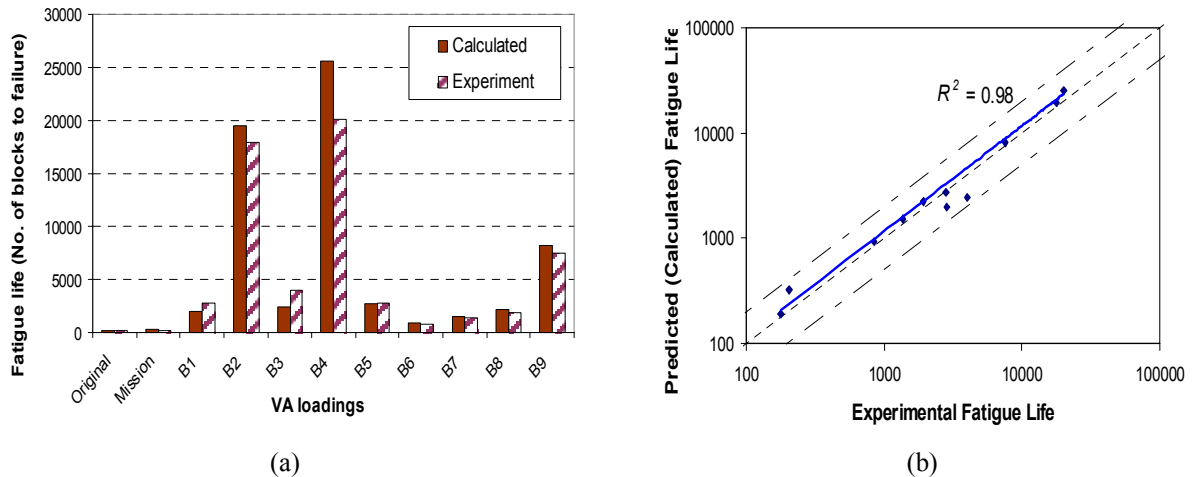 30000
25000
20000
15000
10000
5000
0
Fatigue life (No. of blocks to failure)
Calculated
Experiment
Original
Mission
B1
B2
B3
B4
B5
B6
B7
B8
B9
VA loadings
(a)
Predicted (Calculated) Fatigue Life
100000
10000
1000
100
R² = 0.98
100
1000
10000
100000
Experimental Fatigue Life
(b)